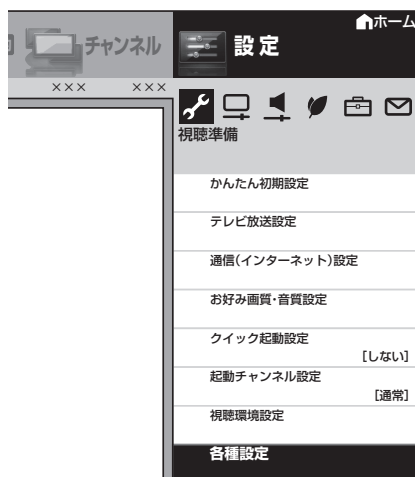 チャンネル
設定
ホーム
××× ×××
視聴準備
かんたん初期設定
テレビ放送設定
通信(インターネット)設定
お好み画質・音質設定
クイック起動設定
[しない]
起動チャンネル設定
[通常]
視聴環境設定
各種設定